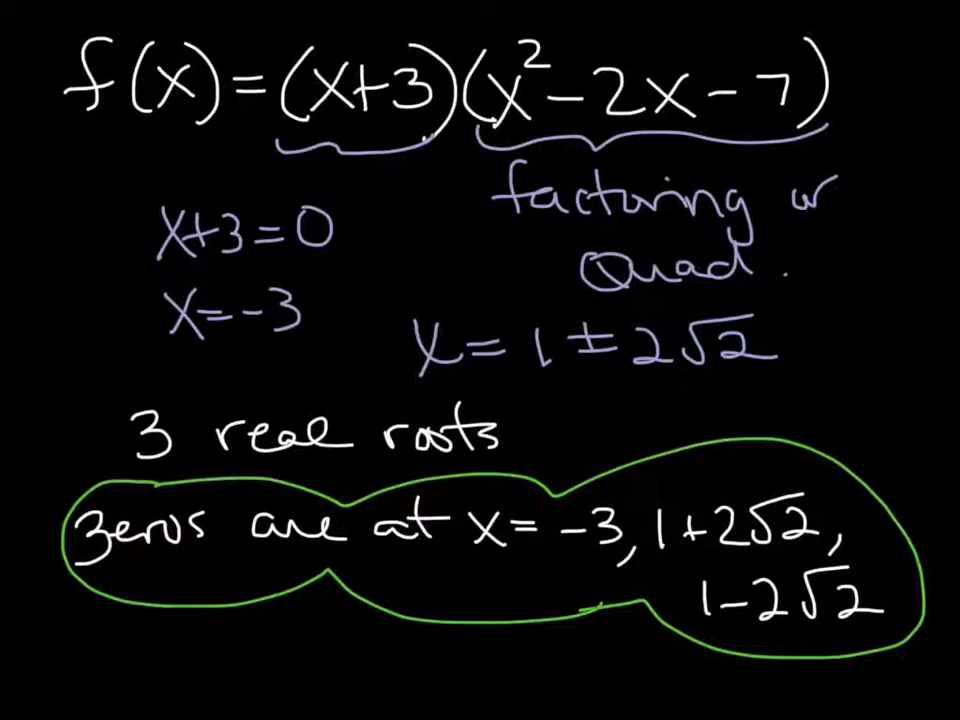 f(x) = (x+3)(x² - 2x - 7)
factoring or
Quad.
x+3=0
x=-3
x = 1 ± 2√2
3 real roots
zeros are at x = -3, 1+2√2,
1-2√2